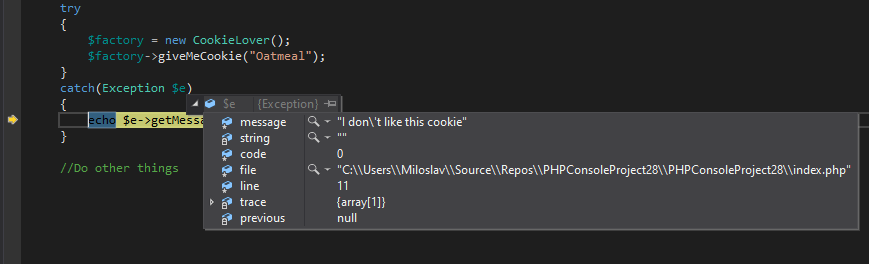 try
{
$factory = new CookieLover();
$factory->giveMeCookie("Oatmeal");
}
catch(Exception $e)
{
$e {Exception}
echo $e->getMessa
message "I don\'t like this cookie"
}
string ""
code 0
//Do other things
file "C:\\Users\\Miloslav\\Source\\Repos\\PHPConsoleProject28\\PHPConsoleProject28\\index.php"
line 11
trace {array[1]}
previous null